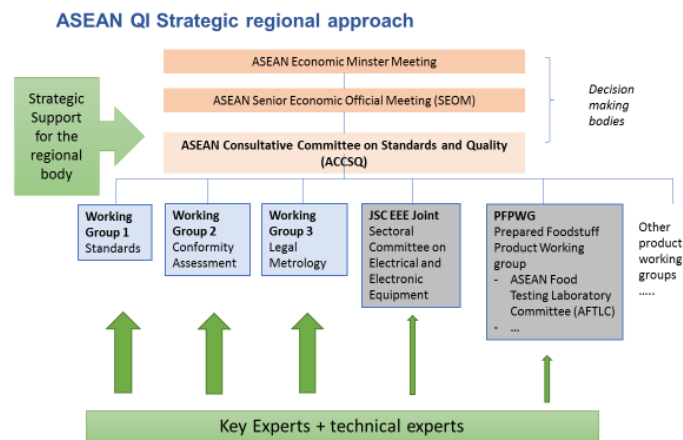 ASEAN QI Strategic regional approach
ASEAN Economic Minster Meeting
ASEAN Senior Economic Official Meeting (SEOM)
ASEAN Consultative Committee on Standards and Quality
(ACCSQ)
Decision
making
bodies
Strategic
Support
for the
regional
body
Working
Group 1
Standards
Working
Group 2
Conformity
Assessment
Working
Group 3
Legal
Metrology
JSC EEE Joint
Sectoral
Committee on
Electrical and
Electronic
Equipment
PFPWG
Prepared Foodstuff
Product Working
group
- ASEAN Food
Testing Laboratory
Committee (AFTLC)
- ...
Other
product
working
groups
.....
Key Experts + technical experts